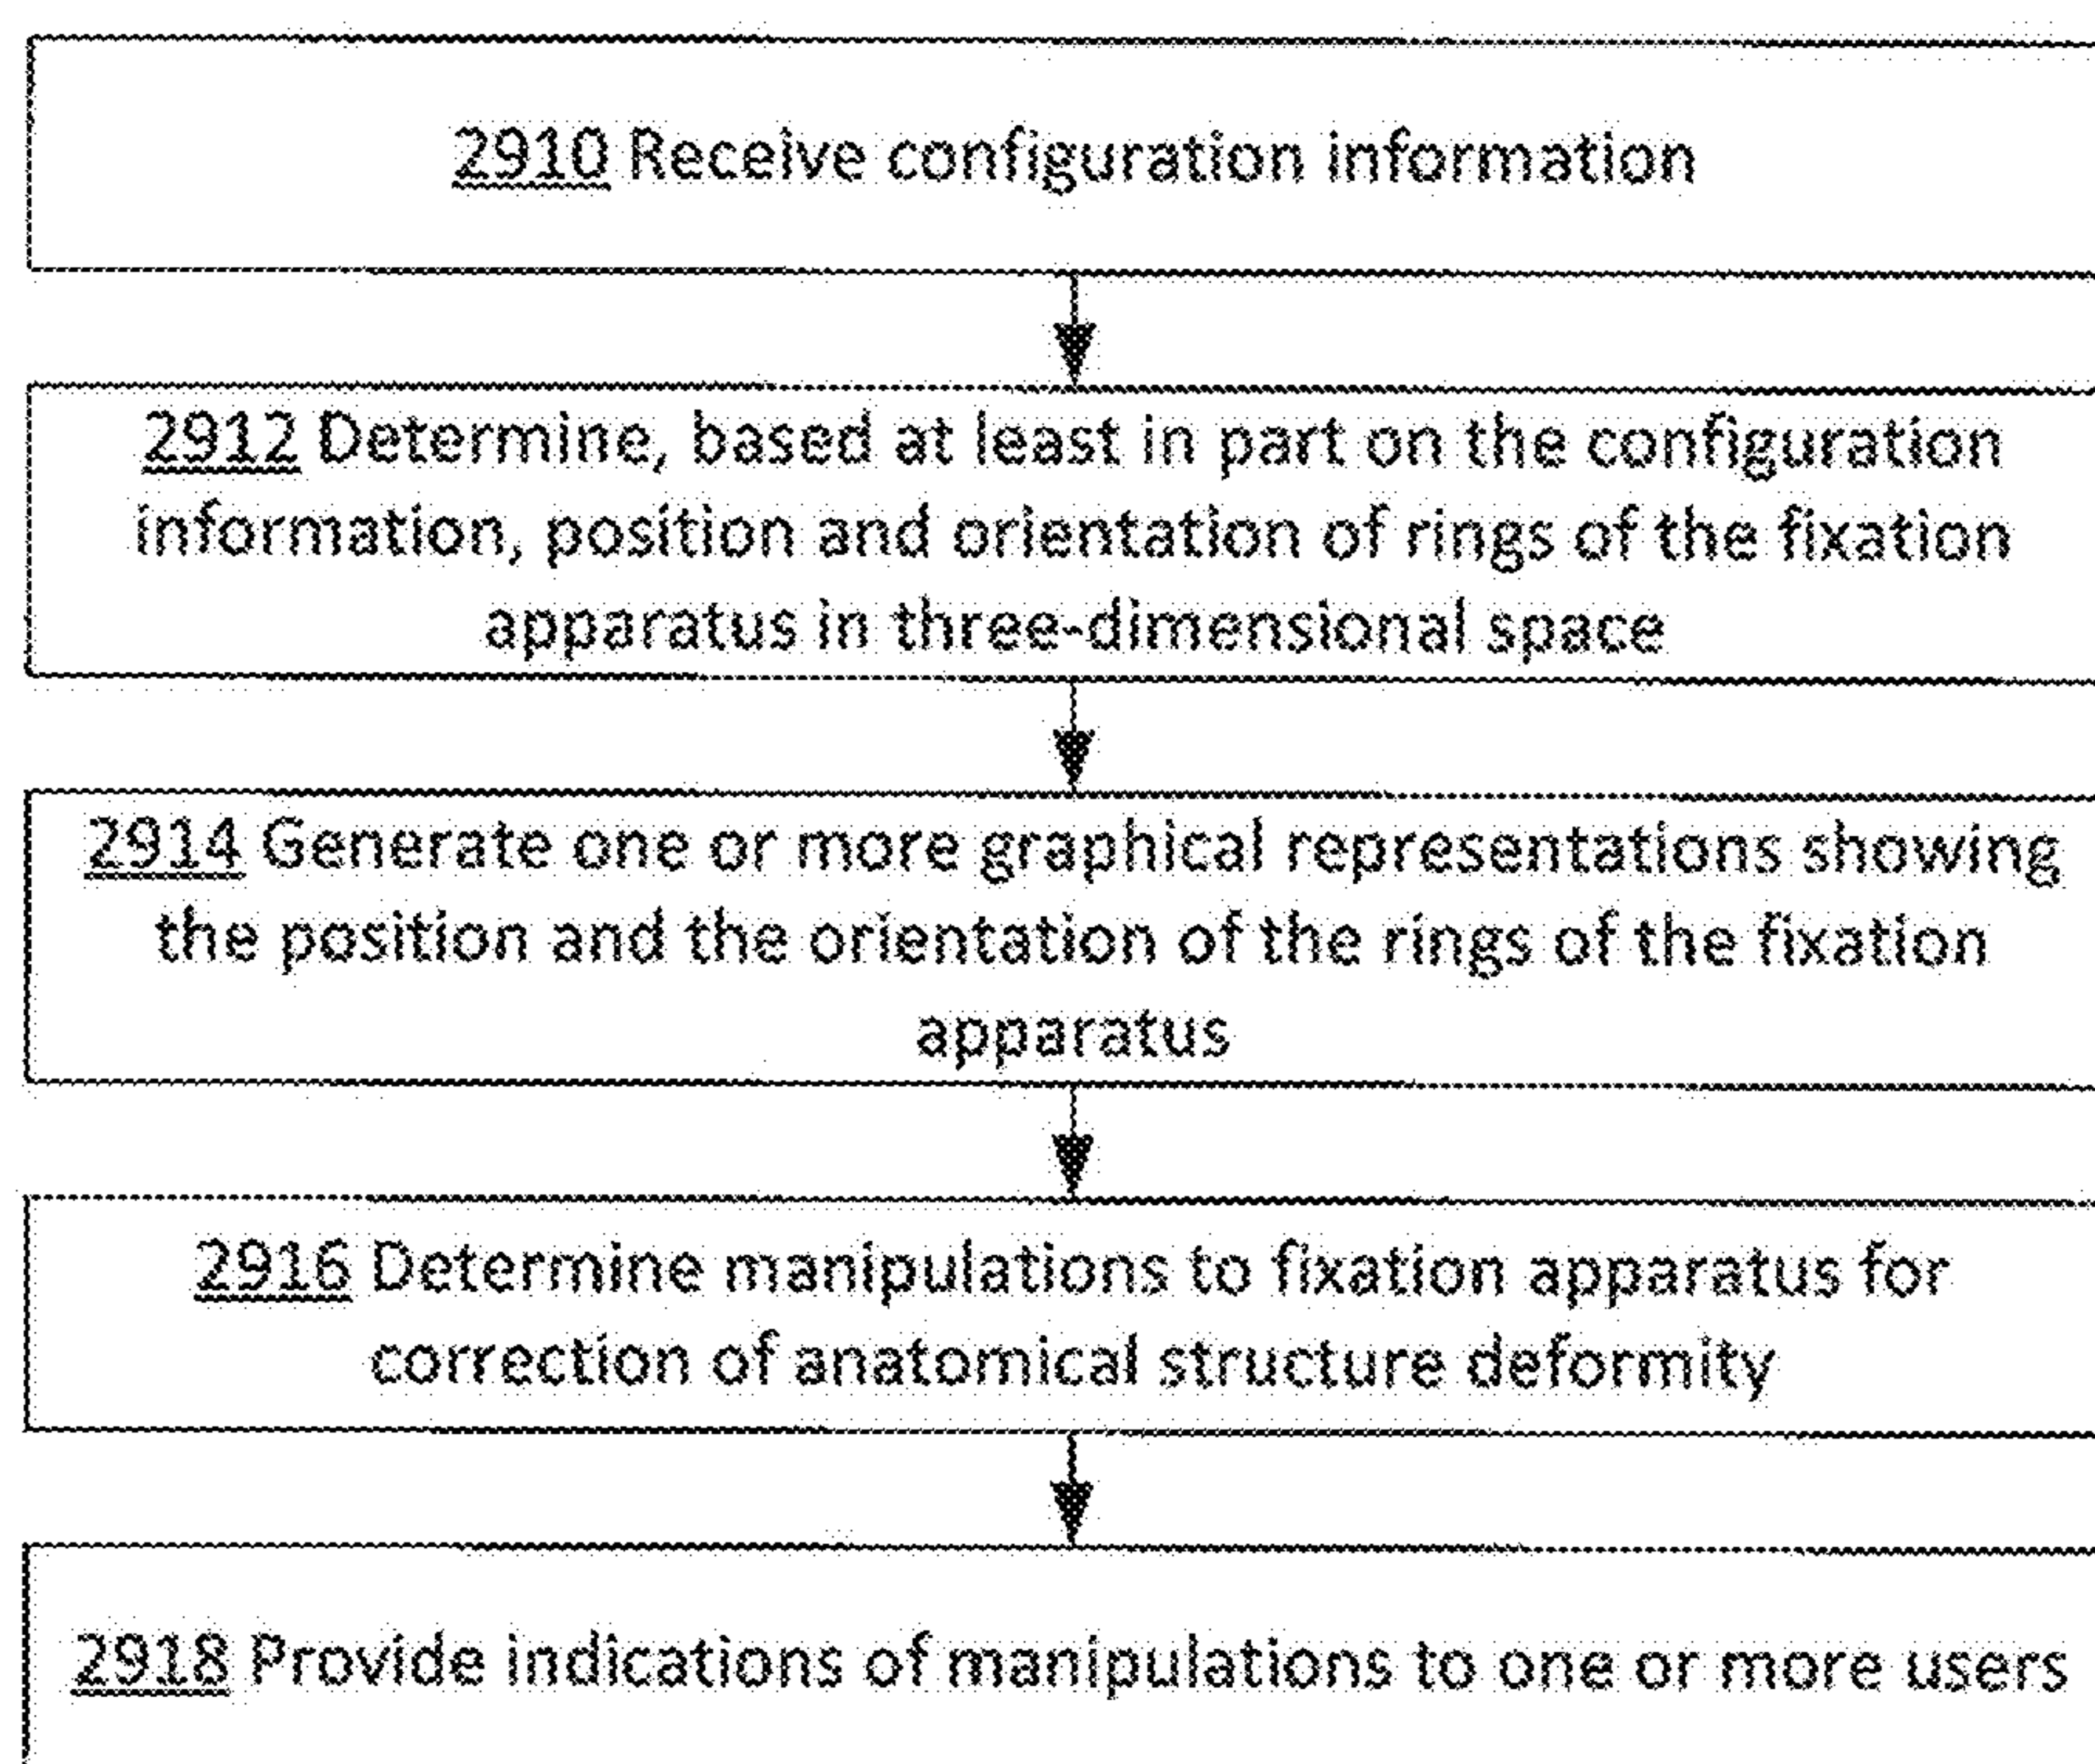 2910 Receive configuration information
2912 Determine, based at least in part on the configuration
information, position and orientation of rings of the fixation
apparatus in three-dimensional space
2914 Generate one or more graphical representations showing
the position and the orientation of the rings of the fixation
apparatus
2916 Determine manipulations to fixation apparatus for
correction of anatomical structure deformity
2918 Provide indications of manipulations to one or more users